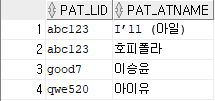 PAT_LID PAT_ATNAME
1 abc123 I'll (아일)
2 abc123 호피폴라
3 good7 이승윤
4 qwe520 아이유